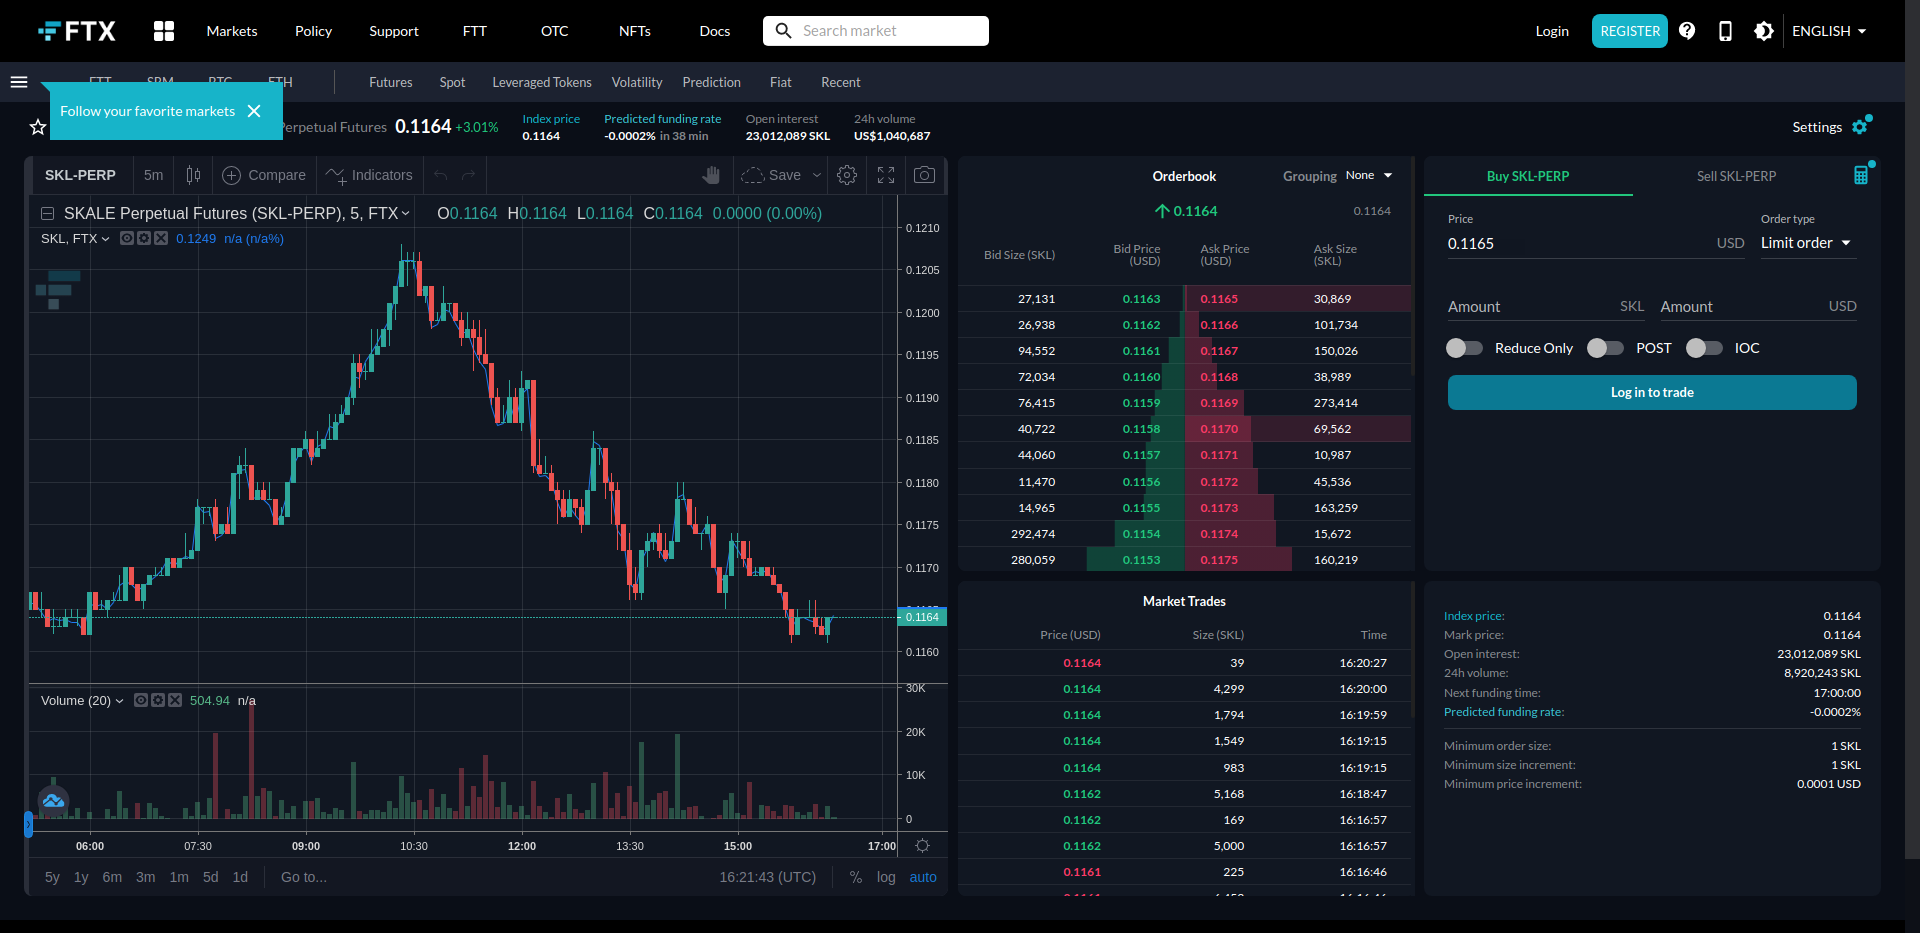 FTX
Markets Policy Support FTT OTC NFTs Docs Search market Login REGISTER ENGLISH
FTT BTC ETH Futures Spot Leveraged Tokens Volatility Prediction Fiat Recent
Follow your favorite markets
Perpetual Futures 0.1164 +3.01%
Index price
0.1164
Predicted funding rate
-0.0002% in 38 min
Open interest
23,012,089 SKL
24h volume
US$1,040,687
Settings
SKL-PERP 5m Compare Indicators Save
SKALE Perpetual Futures (SKL-PERP), 5, FTX O0.1164 H0.1164 L0.1164 C0.1164 0.0000 (0.00%)
SKL, FTX 0.1249 n/a (n/a%)
0.1210
0.1205
0.1200
0.1195
0.1190
0.1185
0.1180
0.1175
0.1170
0.1164
0.1160
Volume (20) 504.94 n/a
30K
20K
10K
0
06:00 07:30 09:00 10:30 12:00 13:30 15:00 17:00
5y 1y 6m 3m 1m 5d 1d Go to... 16:21:43 (UTC) % log auto
Orderbook Grouping None
0.1164 0.1164
Bid Size (SKL) Bid Price (USD) Ask Price (USD) Ask Size (SKL)
27,131 0.1163 0.1165 30,869
26,938 0.1162 0.1166 101,734
94,552 0.1161 0.1167 150,026
72,034 0.1160 0.1168 38,989
76,415 0.1159 0.1169 273,414
40,722 0.1158 0.1170 69,562
44,060 0.1157 0.1171 10,987
11,470 0.1156 0.1172 45,536
14,965 0.1155 0.1173 163,259
292,474 0.1154 0.1174 15,672
280,059 0.1153 0.1175 160,219
Market Trades
Price (USD) Size (SKL) Time
0.1164 39 16:20:27
0.1164 4,299 16:20:00
0.1164 1,794 16:19:59
0.1164 1,549 16:19:15
0.1164 983 16:19:15
0.1162 5,168 16:18:47
0.1162 169 16:16:57
0.1162 5,000 16:16:57
0.1161 225 16:16:46
Buy SKL-PERP Sell SKL-PERP
Price Order type
0.1165 USD Limit order
Amount SKL Amount USD
Reduce Only POST IOC
Log in to trade
Index price: 0.1164
Mark price: 0.1164
Open interest: 23,012,089 SKL
24h volume: 8,920,243 SKL
Next funding time: 17:00:00
Predicted funding rate: -0.0002%
Minimum order size: 1 SKL
Minimum size increment: 1 SKL
Minimum price increment: 0.0001 USD